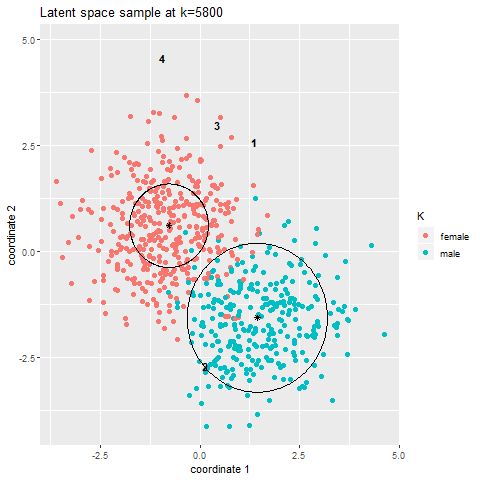 Latent space sample at k=5800
5.0
2.5
0.0
-2.5
coordinate 2
4
3
1
2
*
*
-2.5
0.0
2.5
5.0
coordinate 1
K
female
male